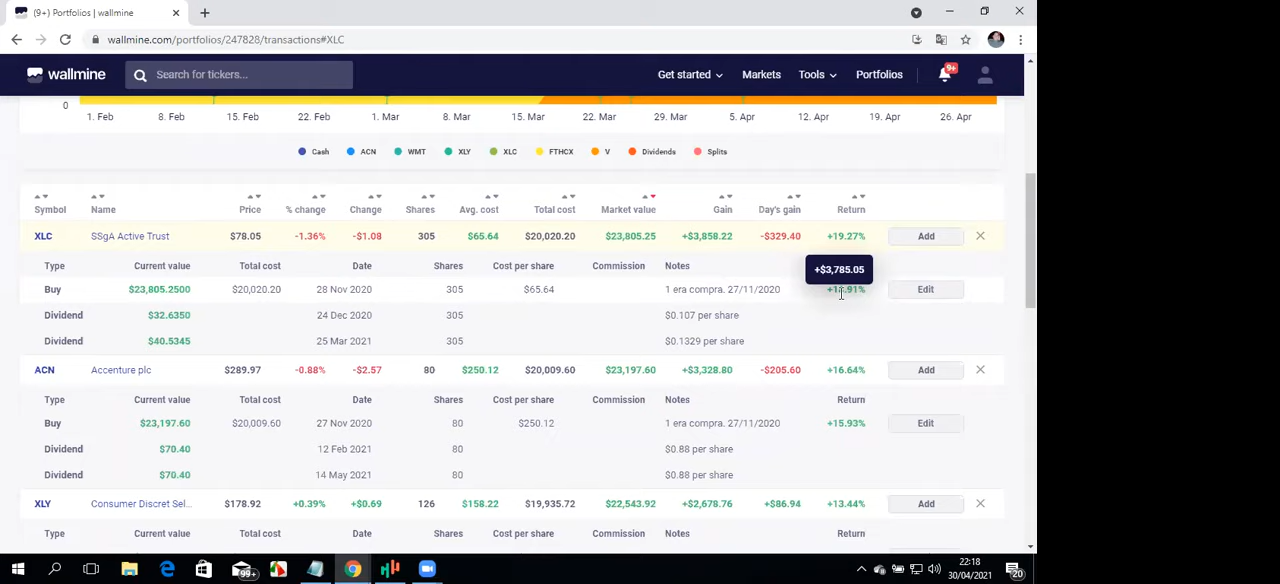 (9+) Portfolios | wallmine
wallmine.com/portfolios/247828/transactions#XLC
wallmine Search for tickers... Get started Markets Tools Portfolios 9+
0
1. Feb 8. Feb 15. Feb 22. Feb 1. Mar 8. Mar 15. Mar 22. Mar 29. Mar 5. Apr 12. Apr 19. Apr 26. Apr
Cash ACN WMT XLY XLC FTHCX V Dividends Splits
Symbol Name Price % change Change Shares Avg. cost Total cost Market value Gain Day's gain Return
XLC SSgA Active Trust $78.05 -1.36% -$1.08 305 $65.64 $20,020.20 $23,805.25 +$3,858.22 -$329.40 +19.27% Add
Type Current value Total cost Date Shares Cost per share Commission Notes
+$3,785.05
Buy $23,805.2500 $20,020.20 28 Nov 2020 305 $65.64 1 era compra. 27/11/2020 Edit
Dividend $32.6350 24 Dec 2020 305 $0.107 per share
Dividend $40.5345 25 Mar 2021 305 $0.1329 per share
ACN Accenture plc $289.97 -0.88% -$2.57 80 $250.12 $20,009.60 $23,197.60 +$3,328.80 -$205.60 +16.64% Add
Type Current value Total cost Date Shares Cost per share Commission Notes Return
Buy $23,197.60 $20,009.60 27 Nov 2020 80 $250.12 1 era compra. 27/11/2020 +15.93% Edit
Dividend $70.40 12 Feb 2021 80 $0.88 per share
Dividend $70.40 14 May 2021 80 $0.88 per share
XLY Consumer Discret Sel... $178.92 +0.39% +$0.69 126 $158.22 $19,935.72 $22,543.92 +$2,678.76 +$86.94 +13.44% Add
Type Current value Total cost Date Shares Cost per share Commission Notes Return
99+
22:18
30/04/2021
20